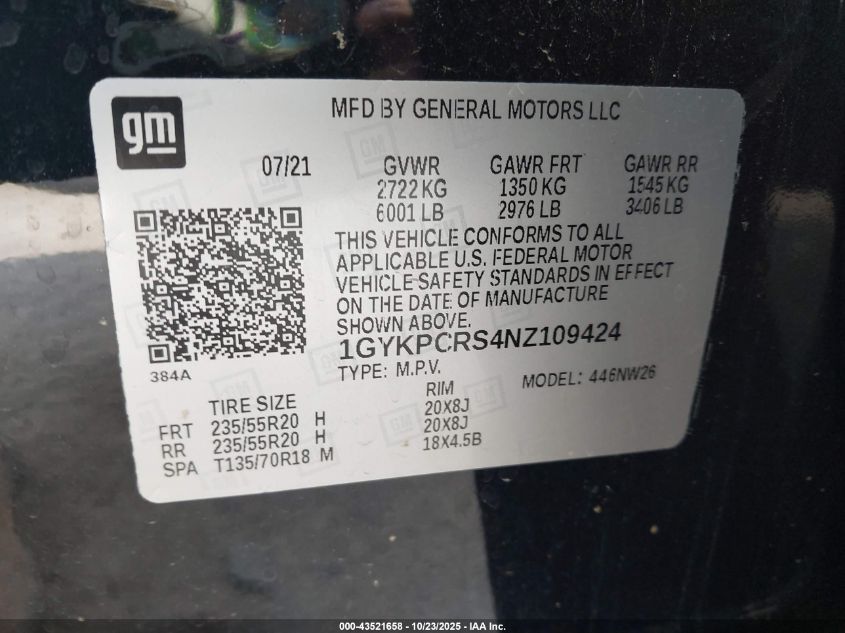 gm
MFD BY GENERAL MOTORS LLC
07/21 GVWR GAWR FRT GAWR RR
2722 KG 1350 KG 1545 KG
6001 LB 2976 LB 3406 LB
THIS VEHICLE CONFORMS TO ALL
APPLICABLE U.S. FEDERAL MOTOR
VEHICLE SAFETY STANDARDS IN EFFECT
ON THE DATE OF MANUFACTURE
SHOWN ABOVE.
1GYKPCRS4NZ109424
384A
TYPE: M.P.V. MODEL: 446NW26
TIRE SIZE RIM
FRT 235/55R20 H 20X8J
RR 235/55R20 H 20X8J
SPA T135/70R18 M 18X4.5B
000-43521658 - 10/23/2025 - IAA Inc.